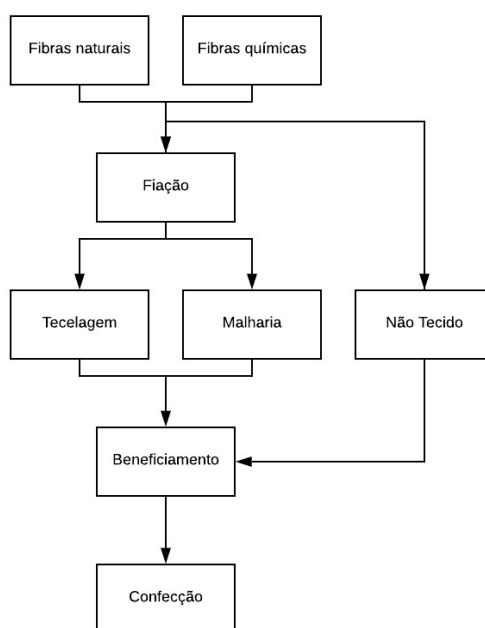 Fibras naturais
Fibras químicas
Fiação
Tecelagem
Malharia
Não Tecido
Beneficiamento
Confecção